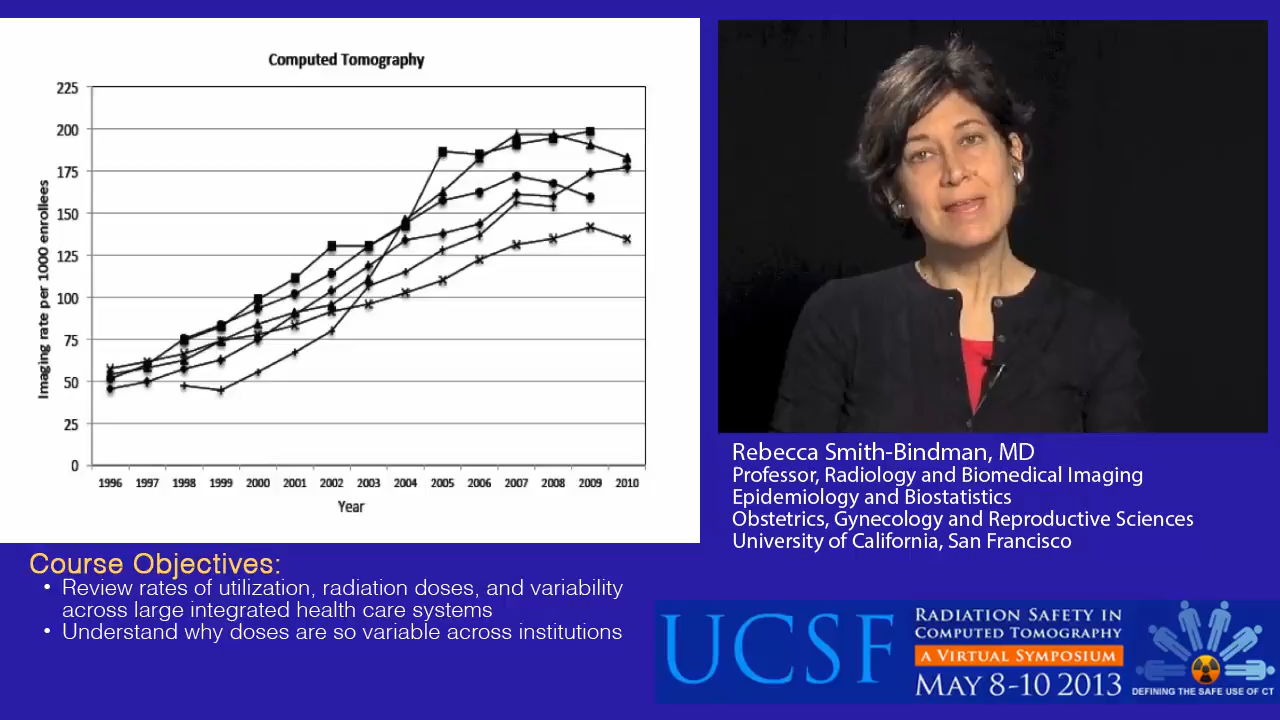 Computed Tomography
225
200
175
150
125
100
75
50
25
0
Imaging rate per 1000 enrollees
1996 1997 1998 1999 2000 2001 2002 2003 2004 2005 2006 2007 2008 2009 2010
Year
Course Objectives:
• Review rates of utilization, radiation doses, and variability
across large integrated health care systems
• Understand why doses are so variable across institutions
Rebecca Smith-Bindman, MD
Professor, Radiology and Biomedical Imaging
Epidemiology and Biostatistics
Obstetrics, Gynecology and Reproductive Sciences
University of California, San Francisco
UCSF
RADIATION SAFETY IN
COMPUTED TOMOGRAPHY
A VIRTUAL SYMPOSIUM
MAY 8-10 2013
DEFINING THE SAFE USE OF CT